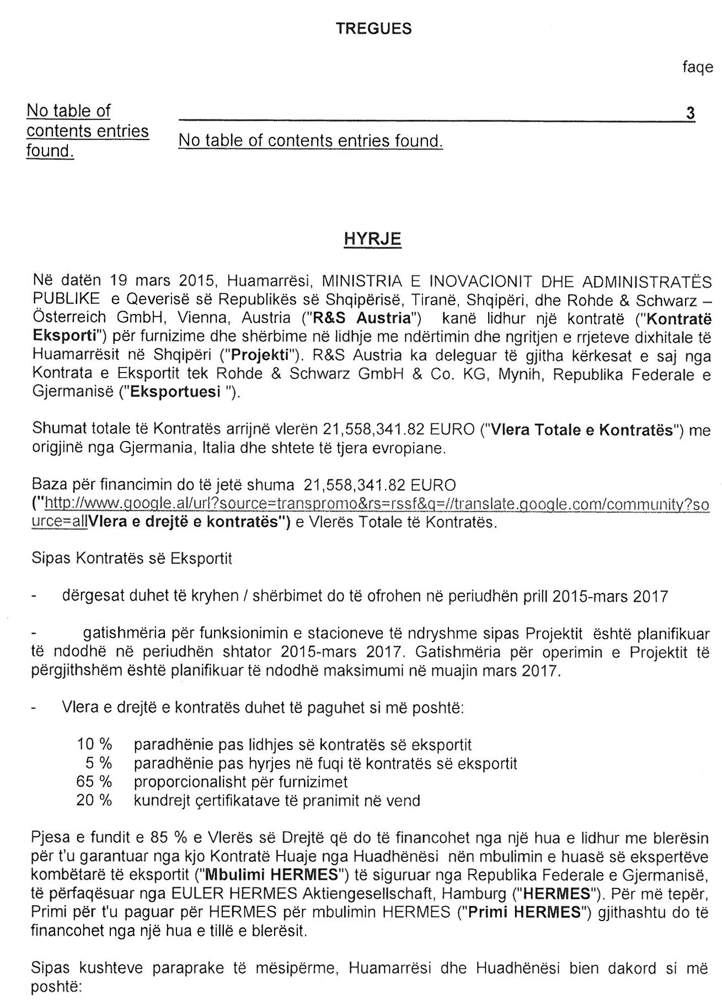 TREGUES
faqe
No table of
contents entries
found.
3
No table of contents entries found.
HYRJE
Në datën 19 mars 2015, Huamarrësi, MINISTRIA E INOVACIONIT DHE ADMINISTRATËS
PUBLIKE e Qeverisë së Republikës së Shqipërisë, Tiranë, Shqipëri, dhe Rohde & Schwarz –
Österreich GmbH, Vienna, Austria ("R&S Austria") kanë lidhur një kontratë ("Kontratë
Eksporti") për furnizime dhe shërbime në lidhje me ndërtimin dhe ngritjen e rrjeteve dixhitale të
Huamarrësit në Shqipëri ("Projekti"). R&S Austria ka deleguar të gjitha kërkesat e saj nga
Kontrata e Eksportit tek Rohde & Schwarz GmbH & Co. KG, Mynih, Republika Federale e
Gjermanisë ("Eksportuesi ").
Shumat totale të Kontratës arrijnë vlerën 21,558,341.82 EURO ("Vlera Totale e Kontratës") me
origjinë nga Gjermania, Italia dhe shtete të tjera evropiane.
Baza për financimin do të jetë shuma 21,558,341.82 EURO
("http://www.google.al/url?source=transpromo&rs=rssf&q=//translate.google.com/community?so
urce=allVlera e drejtë e kontratës") e Vlerës Totale të Kontratës.
Sipas Kontratës së Eksportit
- dërgesat duhet të kryhen / shërbimet do të ofrohen në periudhën prill 2015-mars 2017
- gatishmëria për funksionimin e stacioneve të ndryshme sipas Projektit është planifikuar
të ndodhë në periudhën shtator 2015-mars 2017. Gatishmëria për operimin e Projektit të
përgjithshëm është planifikuar të ndodhë maksimumi në muajin mars 2017.
- Vlera e drejtë e kontratës duhet të paguhet si më poshtë:
10 % paradhënie pas lidhjes së kontratës së eksportit
5 % paradhënie pas hyrjes në fuqi të kontratës së eksportit
65 % proporcionalisht për furnizimet
20 % kundrejt çertifikatave të pranimit në vend
Pjesa e fundit e 85 % e Vlerës së Drejtë që do të financohet nga një hua e lidhur me blerësin
për t'u garantuar nga kjo Kontratë Huaje nga Huadhënësi nën mbulimin e huasë së ekspertëve
kombëtarë të eksportit ("Mbulimi HERMES") të siguruar nga Republika Federale e Gjermanisë,
të përfaqësuar nga EULER HERMES Aktiengesellschaft, Hamburg ("HERMES"). Për më tepër,
Primi për t'u paguar për HERMES për mbulimin HERMES ("Primi HERMES") gjithashtu do të
financohet nga një hua e tillë e blerësit.
Sipas kushteve paraprake të mësipërme, Huamarrësi dhe Huadhënësi bien dakord si më
poshtë: